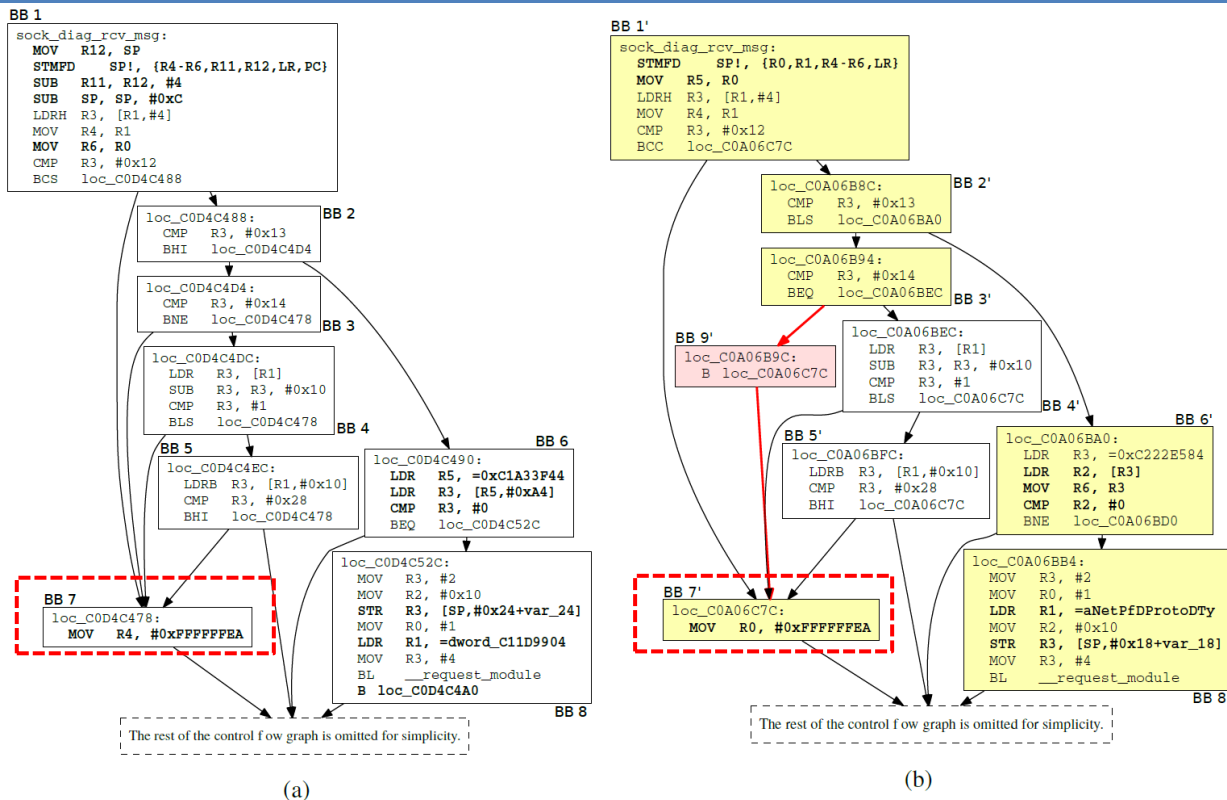 BB 1
sock_diag_rcv_msg:
MOV R12, SP
STMFD SP!, {R4-R6,R11,R12,LR,PC}
SUB R11, R12, #4
SUB SP, SP, #0xC
LDRH R3, [R1,#4]
MOV R4, R1
MOV R6, R0
CMP R3, #0x12
BCS loc_C0D4C488
BB 2
loc_C0D4C488:
CMP R3, #0x13
BHI loc_C0D4C4D4
loc_C0D4C4D4:
CMP R3, #0x14
BNE loc_C0D4C478
BB 3
loc_C0D4C4DC:
LDR R3, [R1]
SUB R3, R3, #0x10
CMP R3, #1
BLS loc_C0D4C478
BB 4
BB 5
loc_C0D4C4EC:
LDRB R3, [R1,#0x10]
CMP R3, #0x28
BHI loc_C0D4C478
BB 6
loc_C0D4C490:
LDR R5, =0xC1A33F44
LDR R3, [R5,#0xA4]
CMP R3, #0
BEQ loc_C0D4C52C
loc_C0D4C52C:
MOV R3, #2
MOV R2, #0x10
STR R3, [SP,#0x24+var_24]
MOV R0, #1
LDR R1, =dword_C11D9904
MOV R3, #4
BL __request_module
B loc_C0D4C4A0
BB 8
BB 7
loc_C0D4C478:
MOV R4, #0xFFFFFFEA
The rest of the control f ow graph is omitted for simplicity.
(a)
BB 1'
sock_diag_rcv_msg:
STMFD SP!, {R0,R1,R4-R6,LR}
MOV R5, R0
LDRH R3, [R1,#4]
MOV R4, R1
CMP R3, #0x12
BCC loc_C0A06C7C
BB 2'
loc_C0A06B8C:
CMP R3, #0x13
BLS loc_C0A06BA0
loc_C0A06B94:
CMP R3, #0x14
BEQ loc_C0A06BEC
BB 3'
BB 9'
loc_C0A06B9C:
B loc_C0A06C7C
loc_C0A06BEC:
LDR R3, [R1]
SUB R3, R3, #0x10
CMP R3, #1
BLS loc_C0A06C7C
BB 4'
BB 5'
loc_C0A06BFC:
LDRB R3, [R1,#0x10]
CMP R3, #0x28
BHI loc_C0A06C7C
BB 6'
loc_C0A06BA0:
LDR R3, =0xC222E584
LDR R2, [R3]
MOV R6, R3
CMP R2, #0
BNE loc_C0A06BD0
loc_C0A06BB4:
MOV R3, #2
MOV R0, #1
LDR R1, =aNetPfDProtoDTy
MOV R2, #0x10
STR R3, [SP,#0x18+var_18]
MOV R3, #4
BL __request_module
BB 8
BB 7'
loc_C0A06C7C:
MOV R0, #0xFFFFFFEA
The rest of the control f ow graph is omitted for simplicity.
(b)